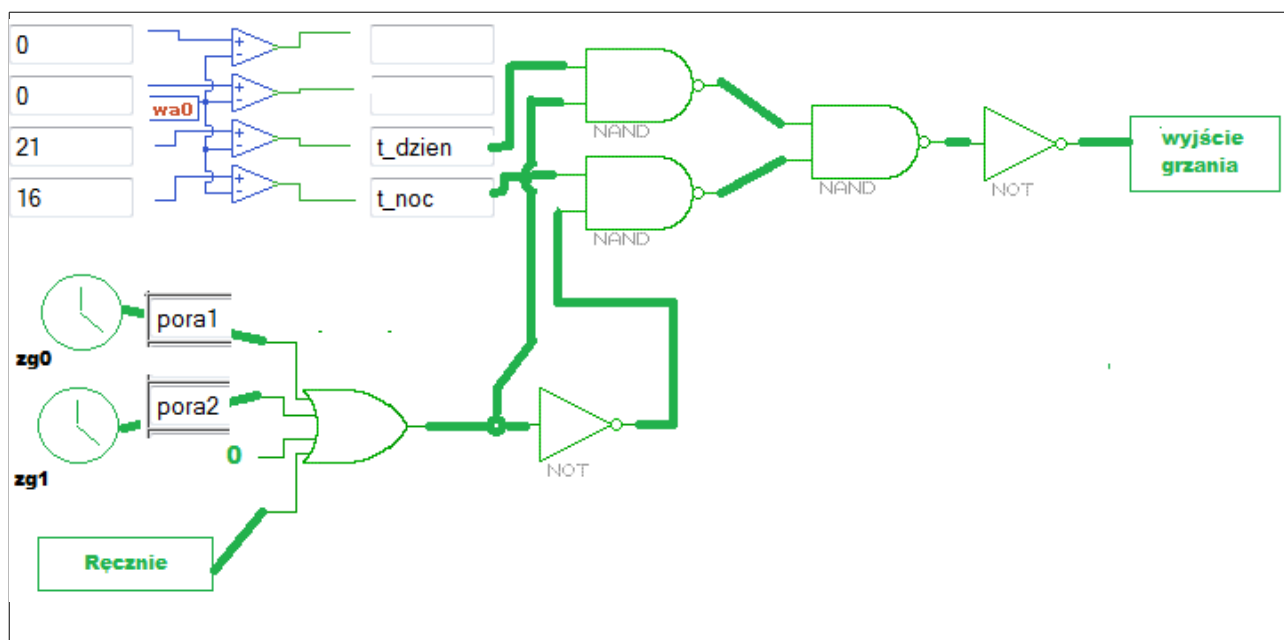 0
0
wa0
21
t_dzien
16
t_noc
NAND
NAND
NAND
NOT
wyjście
grzania
pora1
zg0
pora2
0
zg1
NOT
Ręcznie
+
-
+
-
+
-
+
-